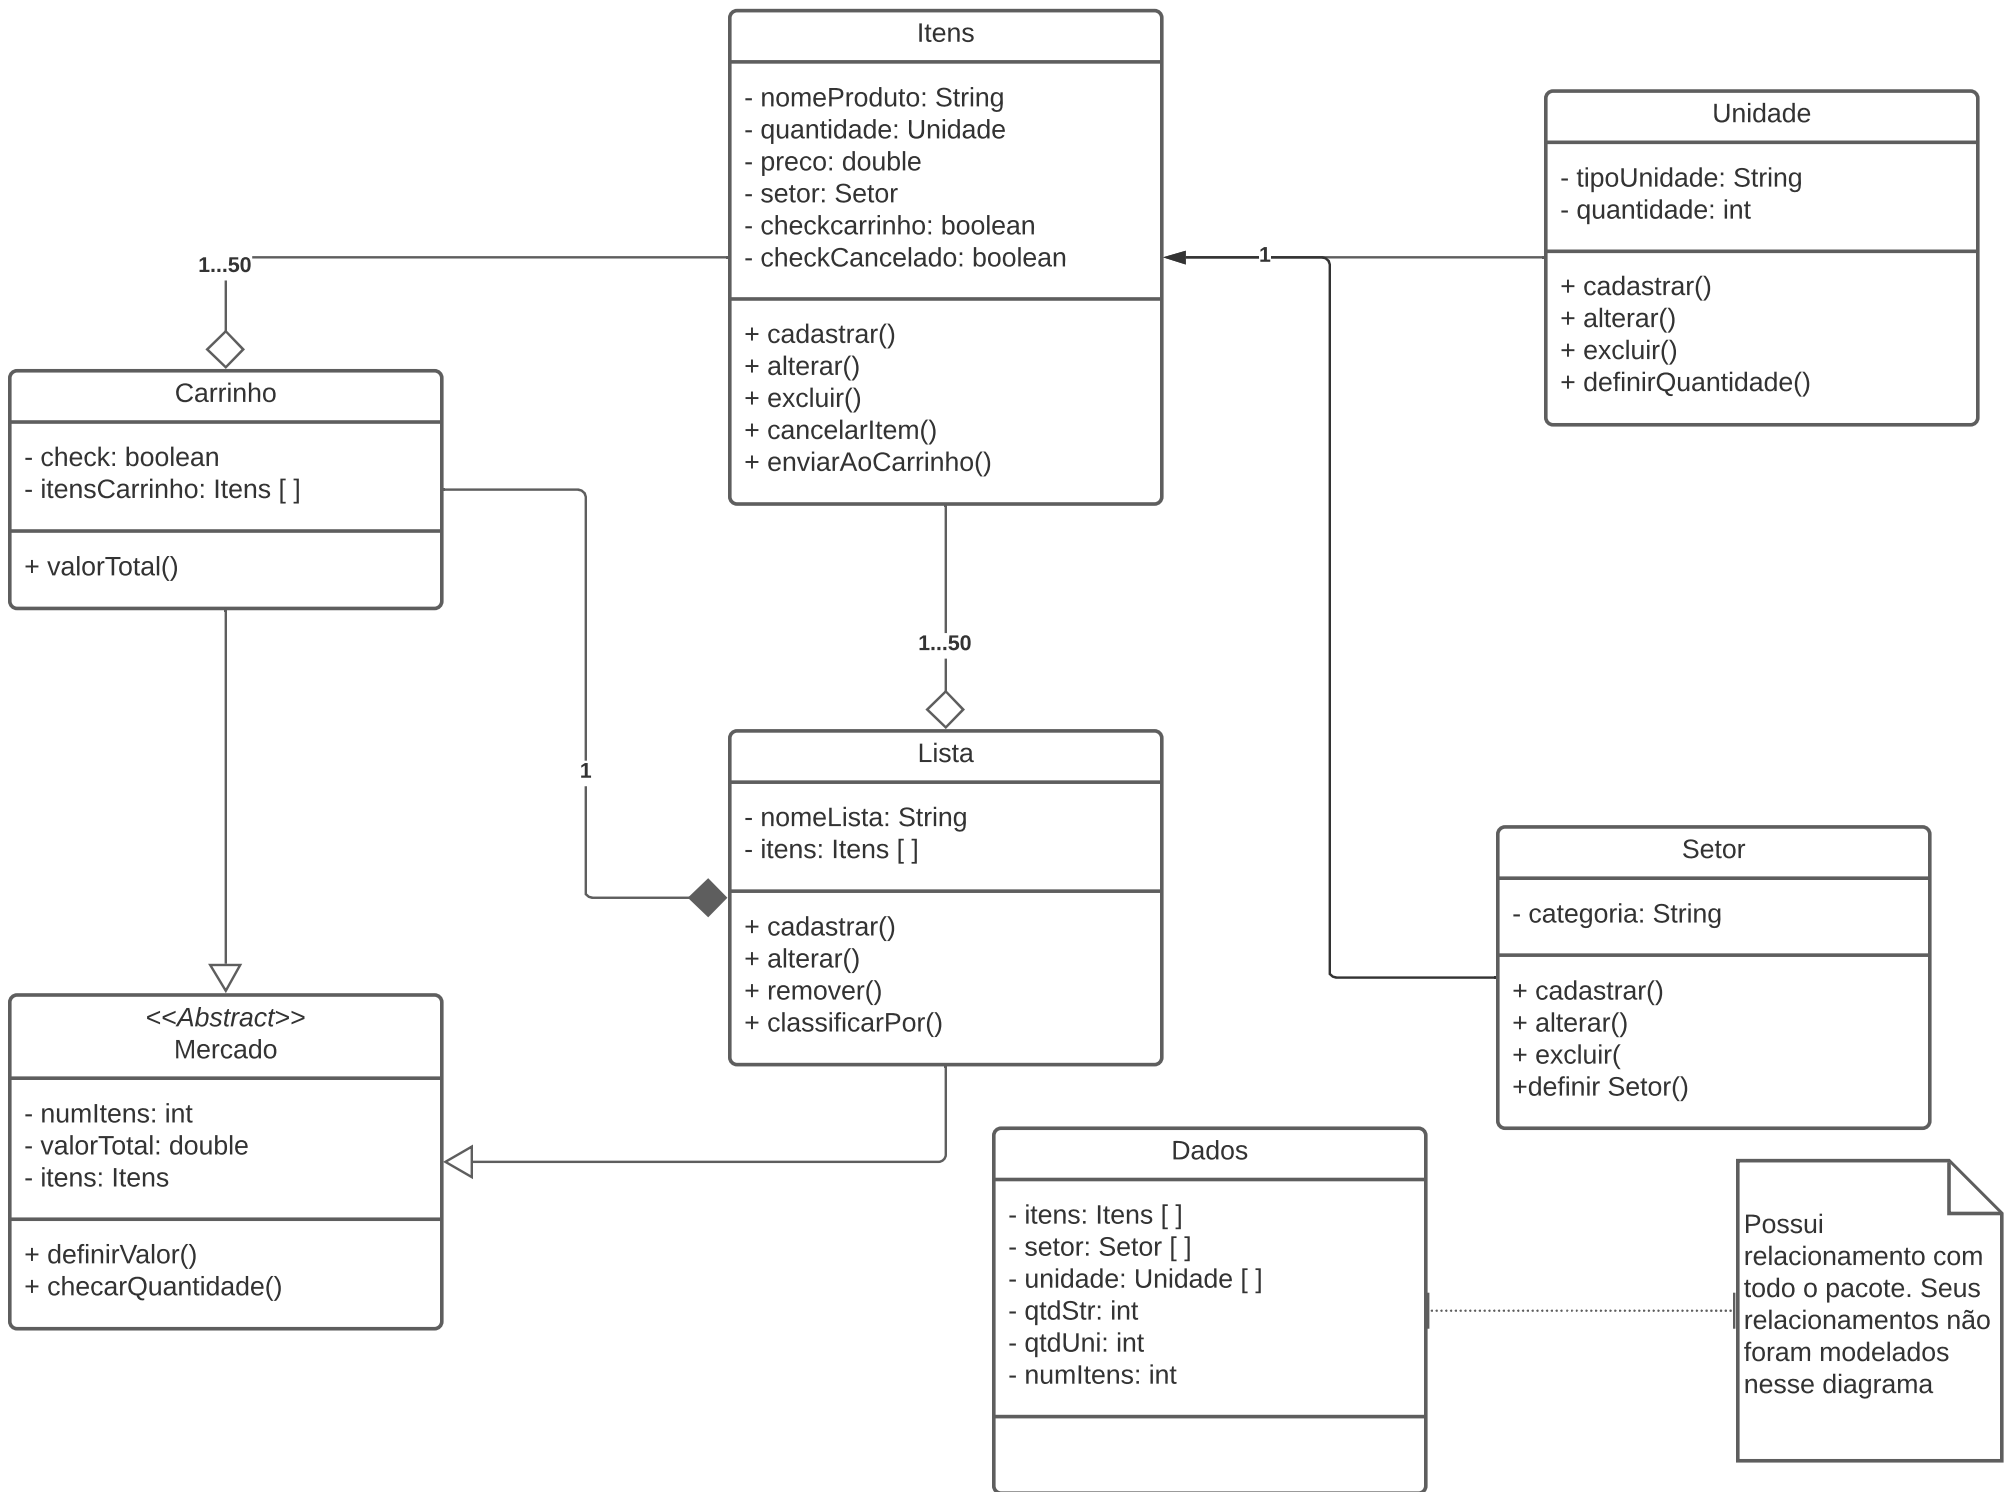 Itens
- nomeProduto: String
- quantidade: Unidade
- preco: double
- setor: Setor
- checkcarrinho: boolean
- checkCancelado: boolean
+ cadastrar()
+ alterar()
+ excluir()
+ cancelarItem()
+ enviarAoCarrinho()
Unidade
- tipoUnidade: String
- quantidade: int
+ cadastrar()
+ alterar()
+ excluir()
+ definirQuantidade()
1
1...50
Carrinho
- check: boolean
- itensCarrinho: Itens [ ]
+ valorTotal()
1...50
1
Lista
- nomeLista: String
- itens: Itens [ ]
+ cadastrar()
+ alterar()
+ remover()
+ classificarPor()
Setor
- categoria: String
+ cadastrar()
+ alterar()
+ excluir(
+definir Setor()
<<Abstract>>
Mercado
- numItens: int
- valorTotal: double
- itens: Itens
+ definirValor()
+ checarQuantidade()
Dados
- itens: Itens [ ]
- setor: Setor [ ]
- unidade: Unidade [ ]
- qtdStr: int
- qtdUni: int
- numItens: int
Possui
relacionamento com
todo o pacote. Seus
relacionamentos não
foram modelados
nesse diagrama